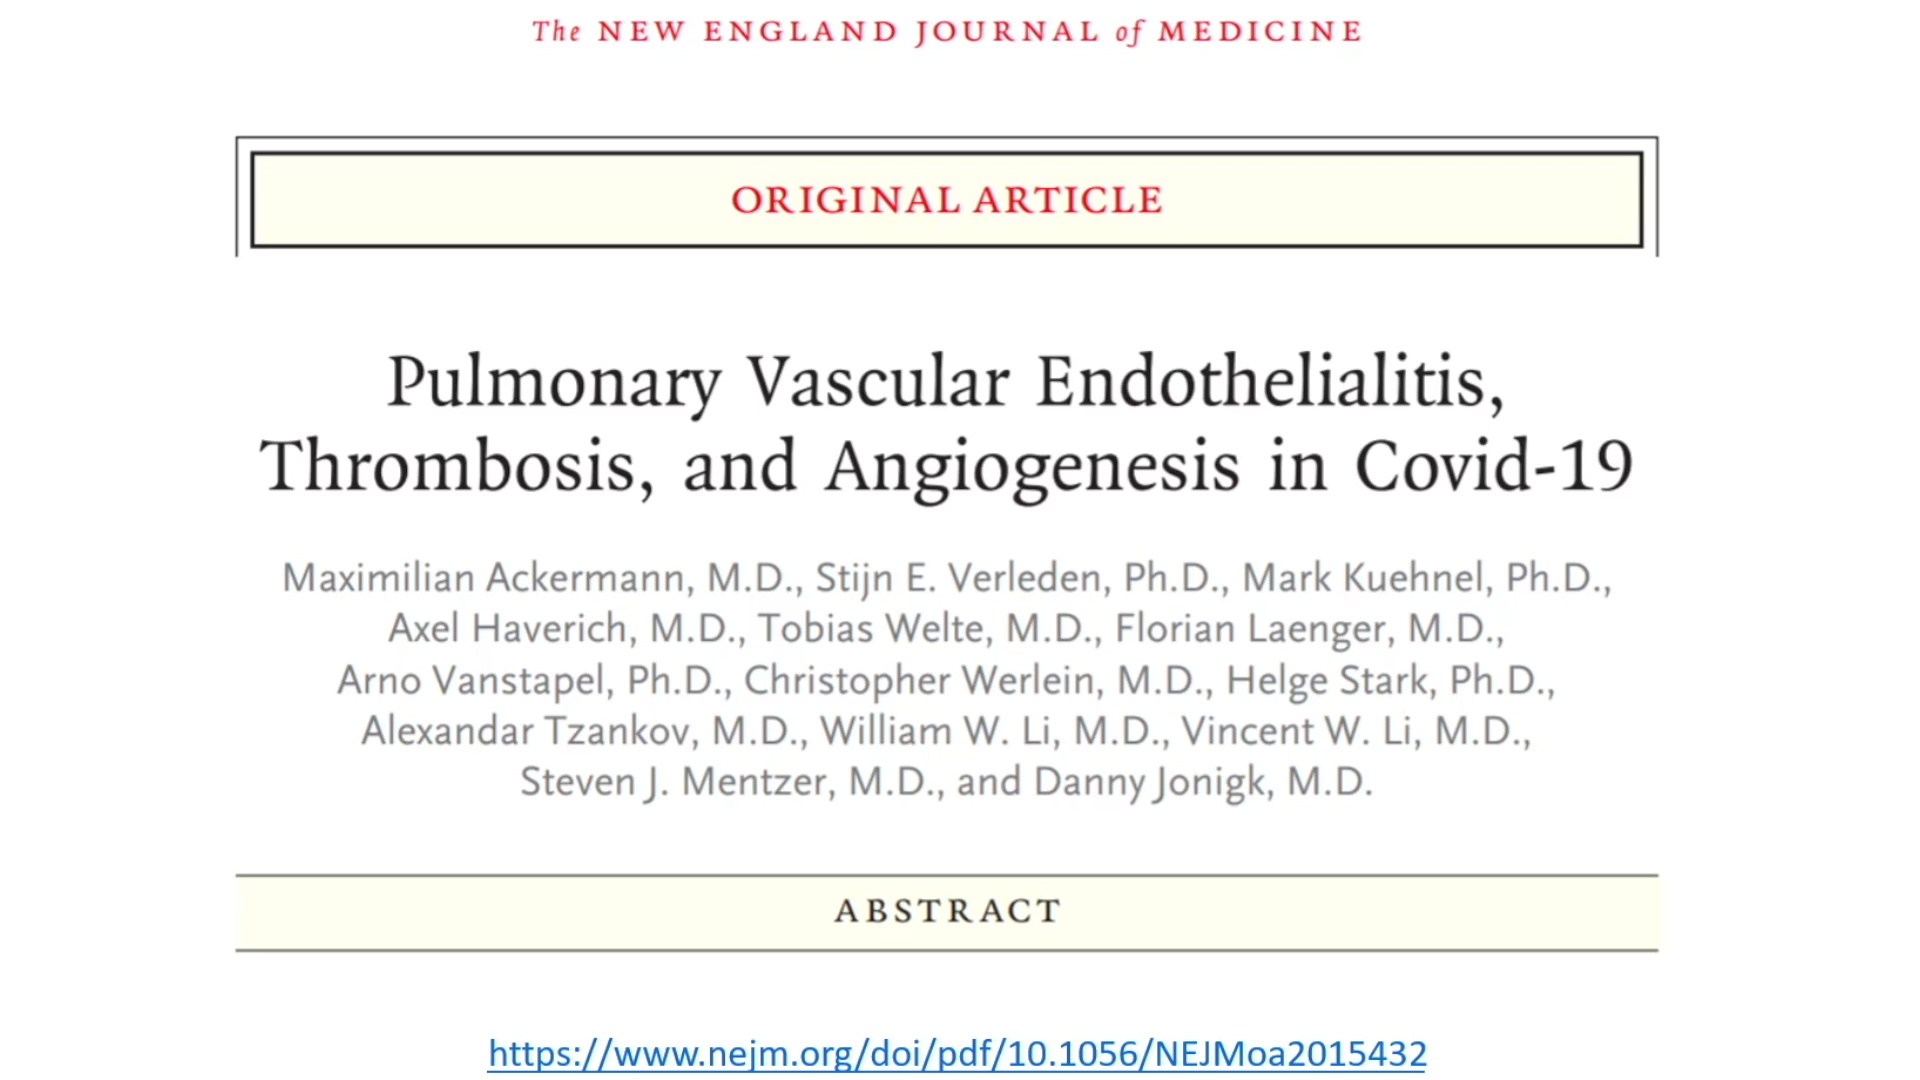 The NEW ENGLAND JOURNAL of MEDICINE
ORIGINAL ARTICLE
Pulmonary Vascular Endothelialitis,
Thrombosis, and Angiogenesis in Covid-19
Maximilian Ackermann, M.D., Stijn E. Verleden, Ph.D., Mark Kuehnel, Ph.D.,
Axel Haverich, M.D., Tobias Welte, M.D., Florian Laenger, M.D.,
Arno Vanstapel, Ph.D., Christopher Werlein, M.D., Helge Stark, Ph.D.,
Alexandar Tzankov, M.D., William W. Li, M.D., Vincent W. Li, M.D.,
Steven J. Mentzer, M.D., and Danny Jonigk, M.D.
ABSTRACT
https://www.nejm.org/doi/pdf/10.1056/NEJMoa2015432